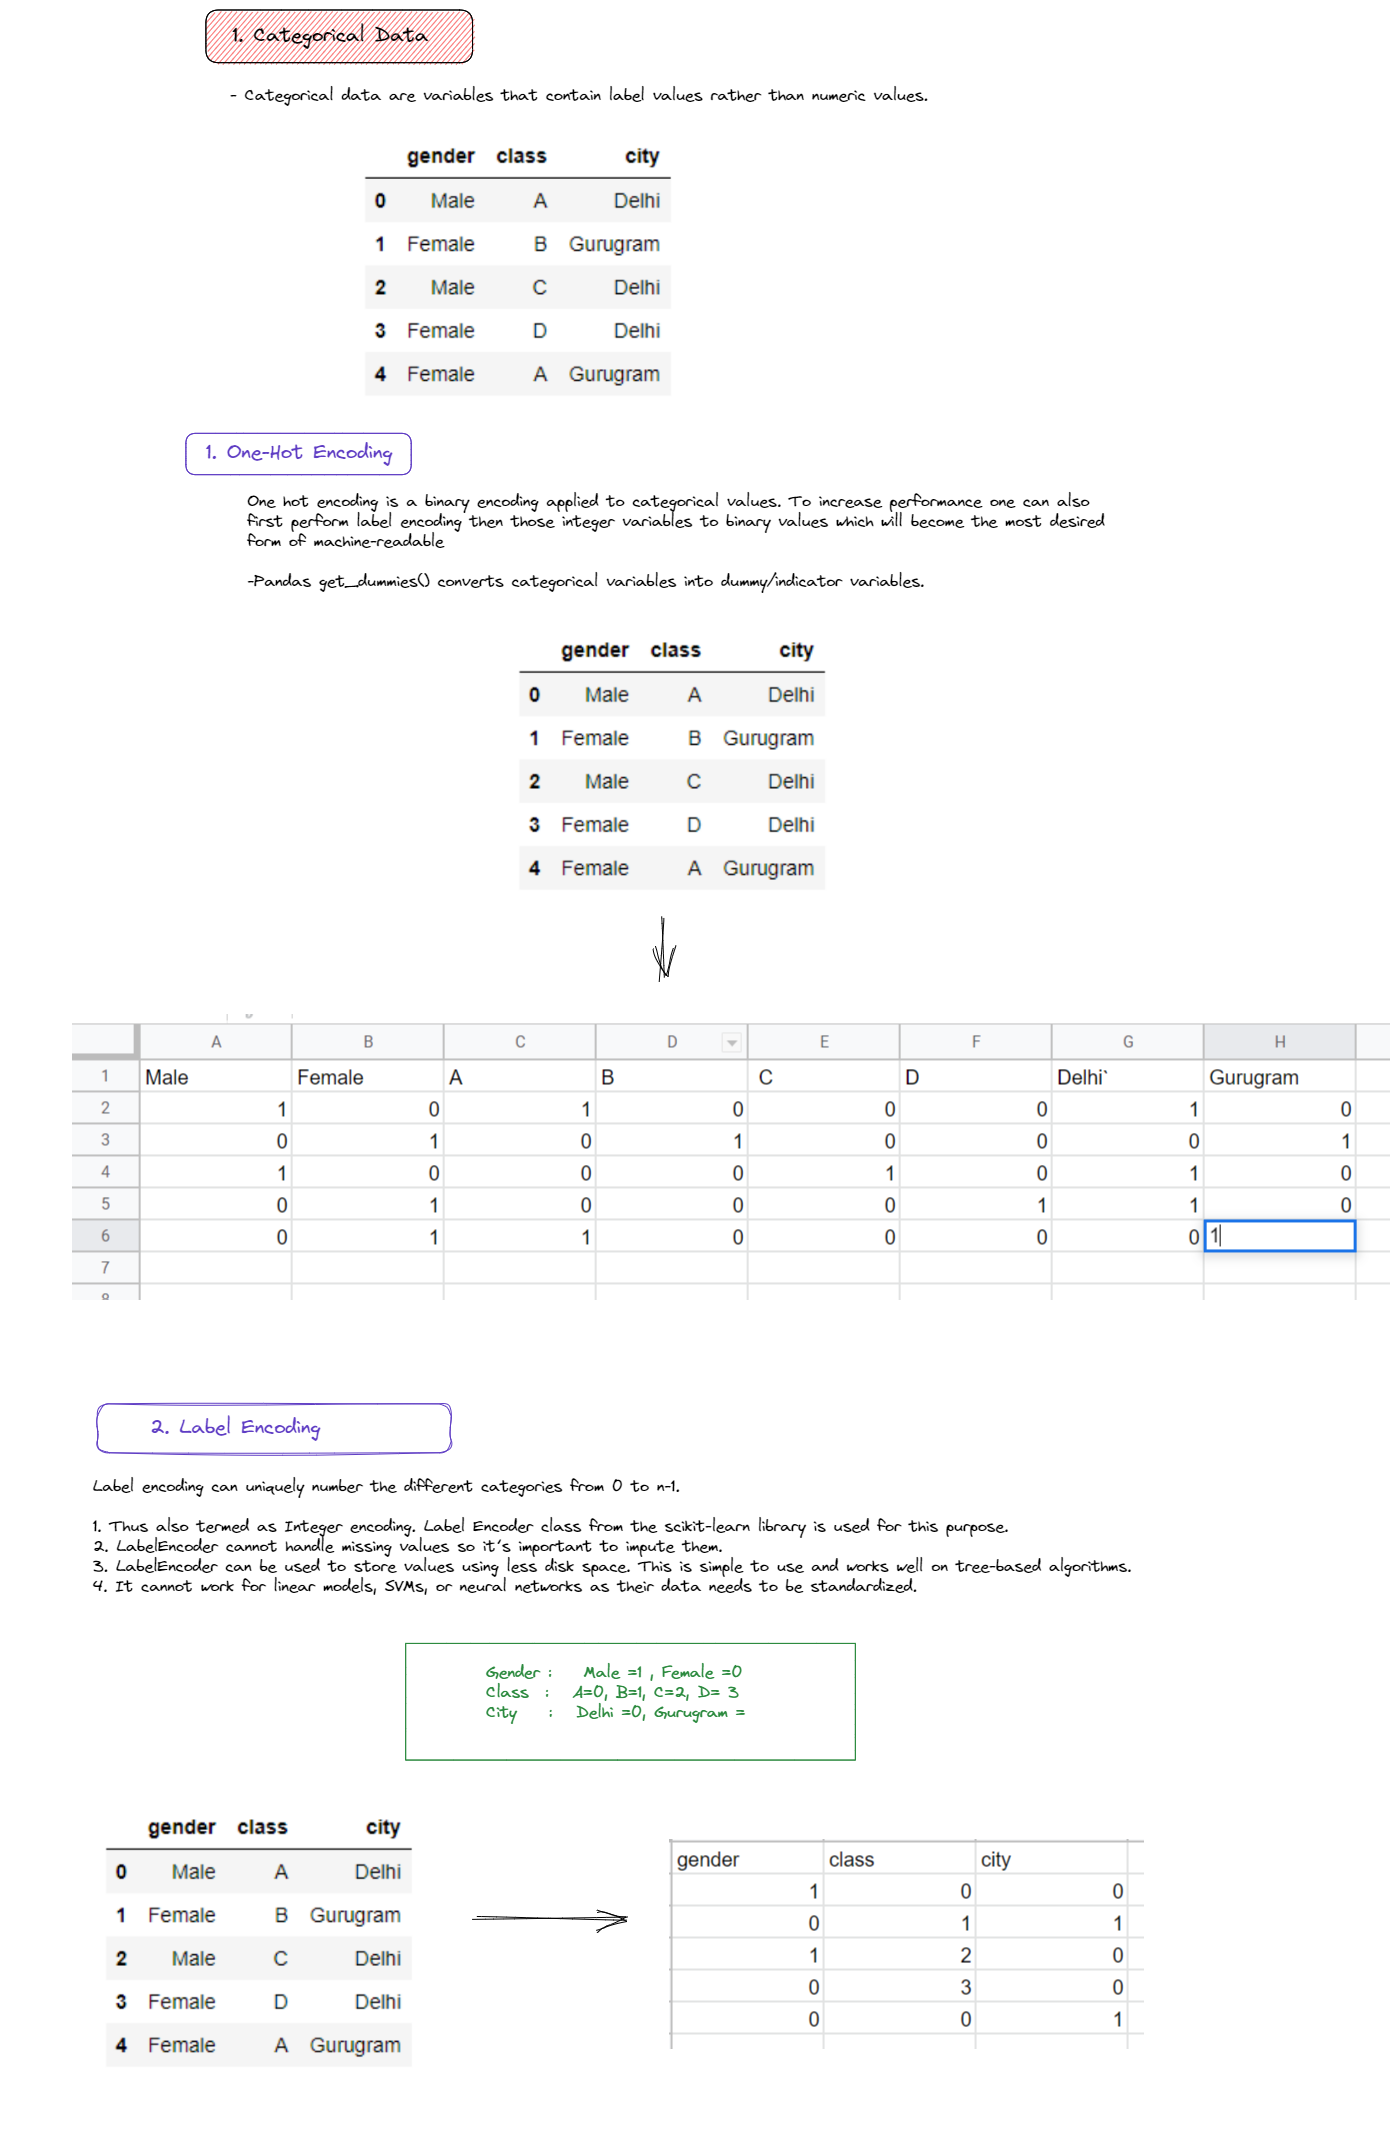 1. Categorical Data
- Categorical data are variables that contain label values rather than numeric values.
gender class city
0 Male A Delhi
1 Female B Gurugram
2 Male C Delhi
3 Female D Delhi
4 Female A Gurugram
1. One-Hot Encoding
One hot encoding is a binary encoding applied to categorical values. To increase performance one can also
first perform label encoding then those integer variables to binary values which will become the most desired
form of machine-readable
-Pandas get_dummies() converts categorical variables into dummy/indicator variables.
gender class city
0 Male A Delhi
1 Female B Gurugram
2 Male C Delhi
3 Female D Delhi
4 Female A Gurugram
A B C D E F G H
1 Male Female A B C D Delhi` Gurugram
2 1 0 1 0 0 0 1 0
3 0 1 0 1 0 0 0 1
4 1 0 0 0 1 0 1 0
5 0 1 0 0 0 1 1 0
6 0 1 1 0 0 0 0 1
7
2. Label Encoding
Label encoding can uniquely number the different categories from 0 to n-1.
1. Thus also termed as Integer encoding. Label Encoder class from the scikit-learn library is used for this purpose.
2. LabelEncoder cannot handle missing values so it's important to impute them.
3. LabelEncoder can be used to store values using less disk space. This is simple to use and works well on tree-based algorithms.
4. It cannot work for linear models, SVMs, or neural networks as their data needs to be standardized.
Gender : Male =1 , Female =0
Class : A=0, B=1, C=2, D= 3
City : Delhi =0, Gurugram =
gender class city
0 Male A Delhi
1 Female B Gurugram
2 Male C Delhi
3 Female D Delhi
4 Female A Gurugram
gender class city
1 0 0
0 1 1
1 2 0
0 3 0
0 0 1